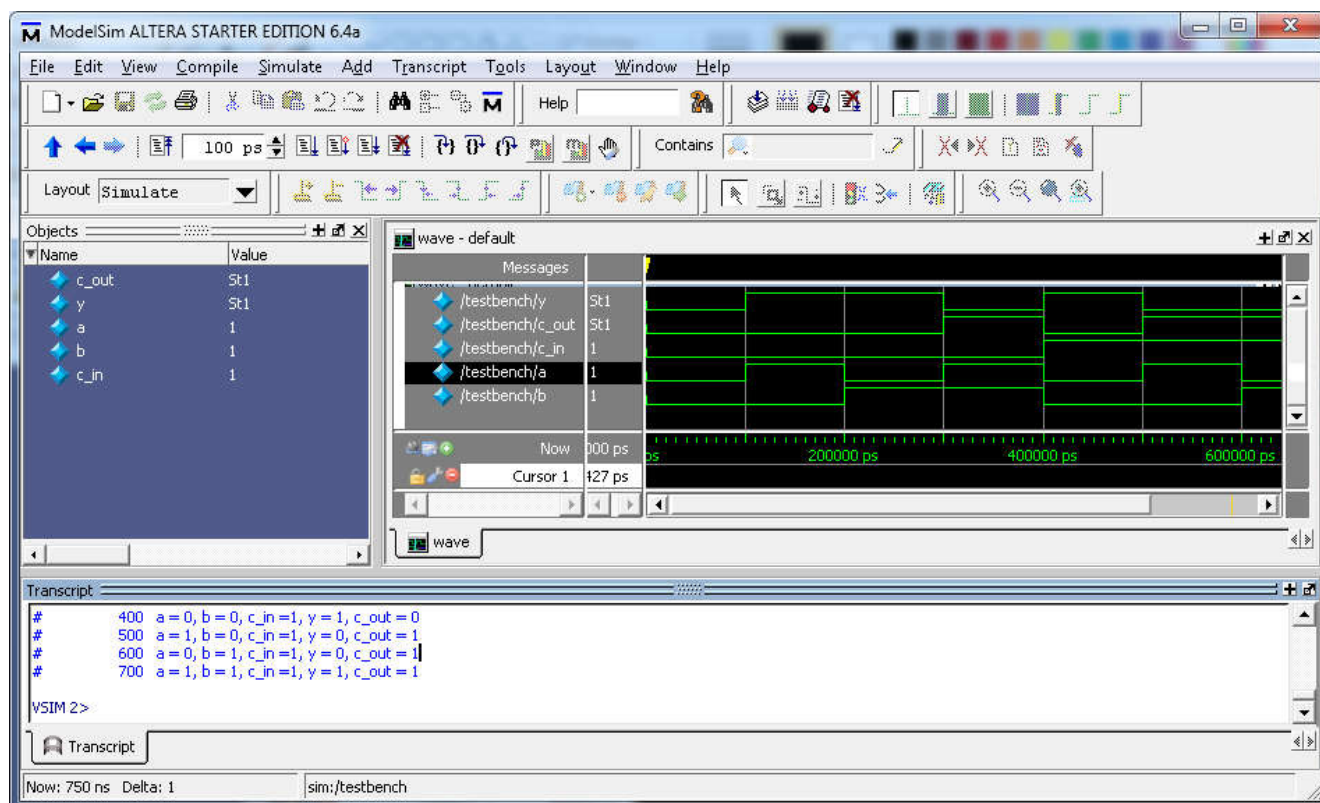 ModelSim ALTERA STARTER EDITION 6.4a
File Edit View Compile Simulate Add Transcript Tools Layout Window Help
Help
100 ps Contains
Layout Simulate
Objects
Name Value
c_out St1
y St1
a 1
b 1
c_in 1
wave - default
Messages
/testbench/y St1
/testbench/c_out St1
/testbench/c_in 1
/testbench/a 1
/testbench/b 1
Now 000 ps
ps 200000 ps 400000 ps 600000 ps
Cursor 1 427 ps
wave
Transcript
# 400 a = 0, b = 0, c_in =1, y = 1, c_out = 0
# 500 a = 1, b = 0, c_in =1, y = 0, c_out = 1
# 600 a = 0, b = 1, c_in =1, y = 0, c_out = 1
# 700 a = 1, b = 1, c_in =1, y = 1, c_out = 1
VSIM 2>
Transcript
Now: 750 ns Delta: 1 sim:/testbench